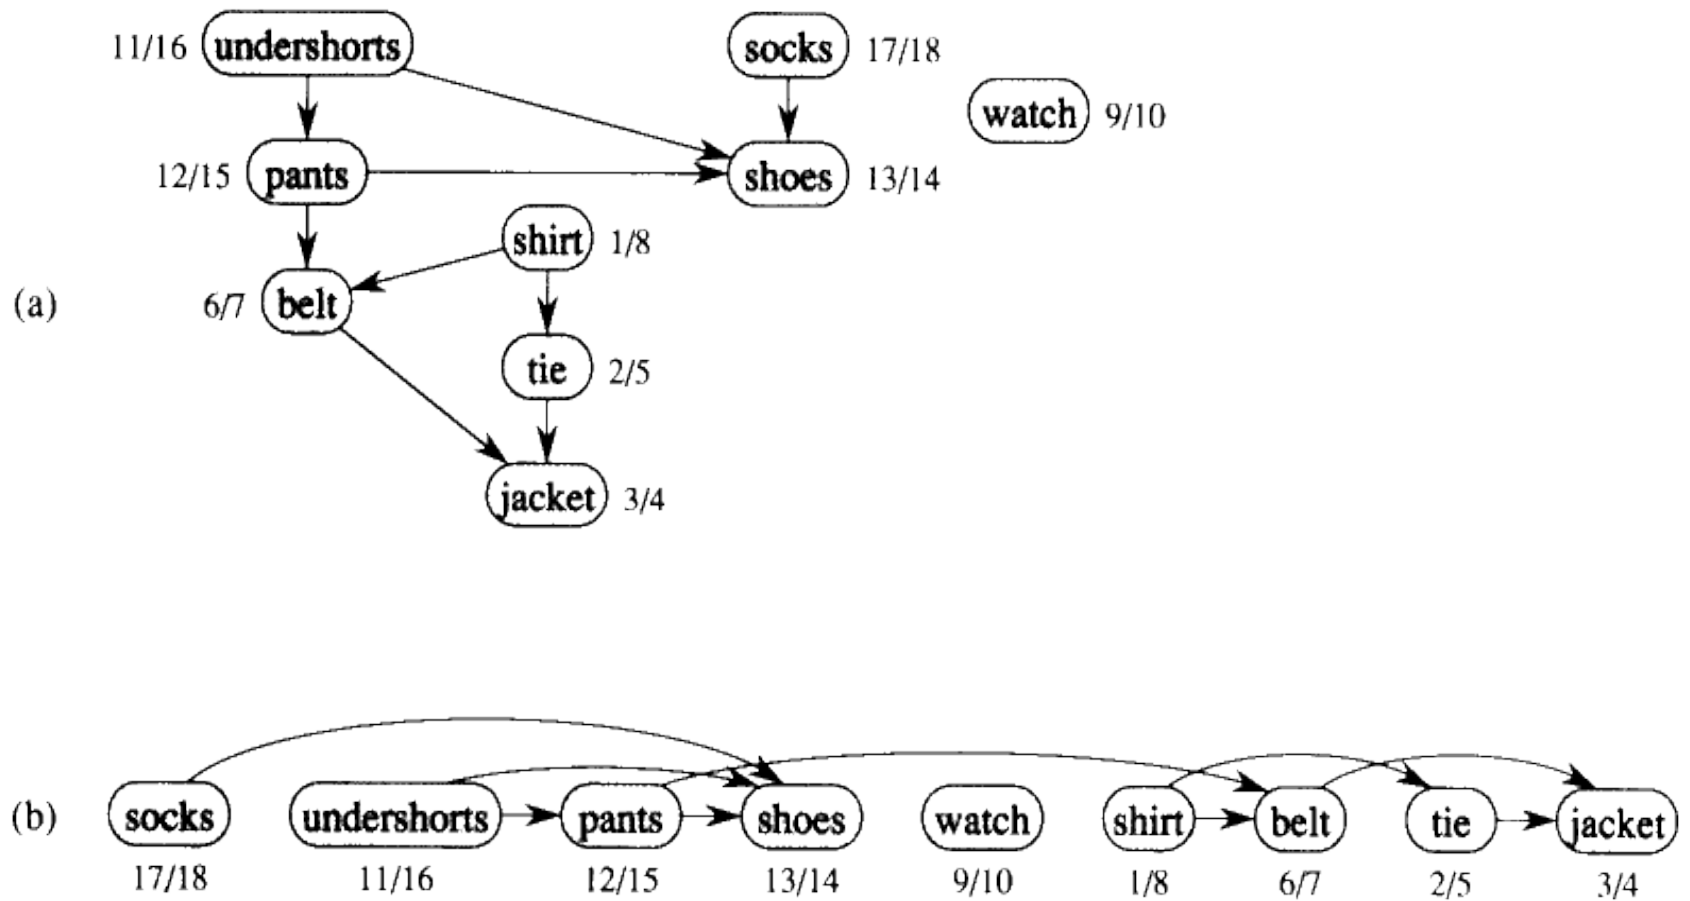 11/16 undershorts socks 17/18
watch 9/10
12/15 pants shoes 13/14
shirt 1/8
(a) 6/7 belt
tie 2/5
jacket 3/4
(b) socks undershorts pants shoes watch shirt belt tie jacket
17/18 11/16 12/15 13/14 9/10 1/8 6/7 2/5 3/4